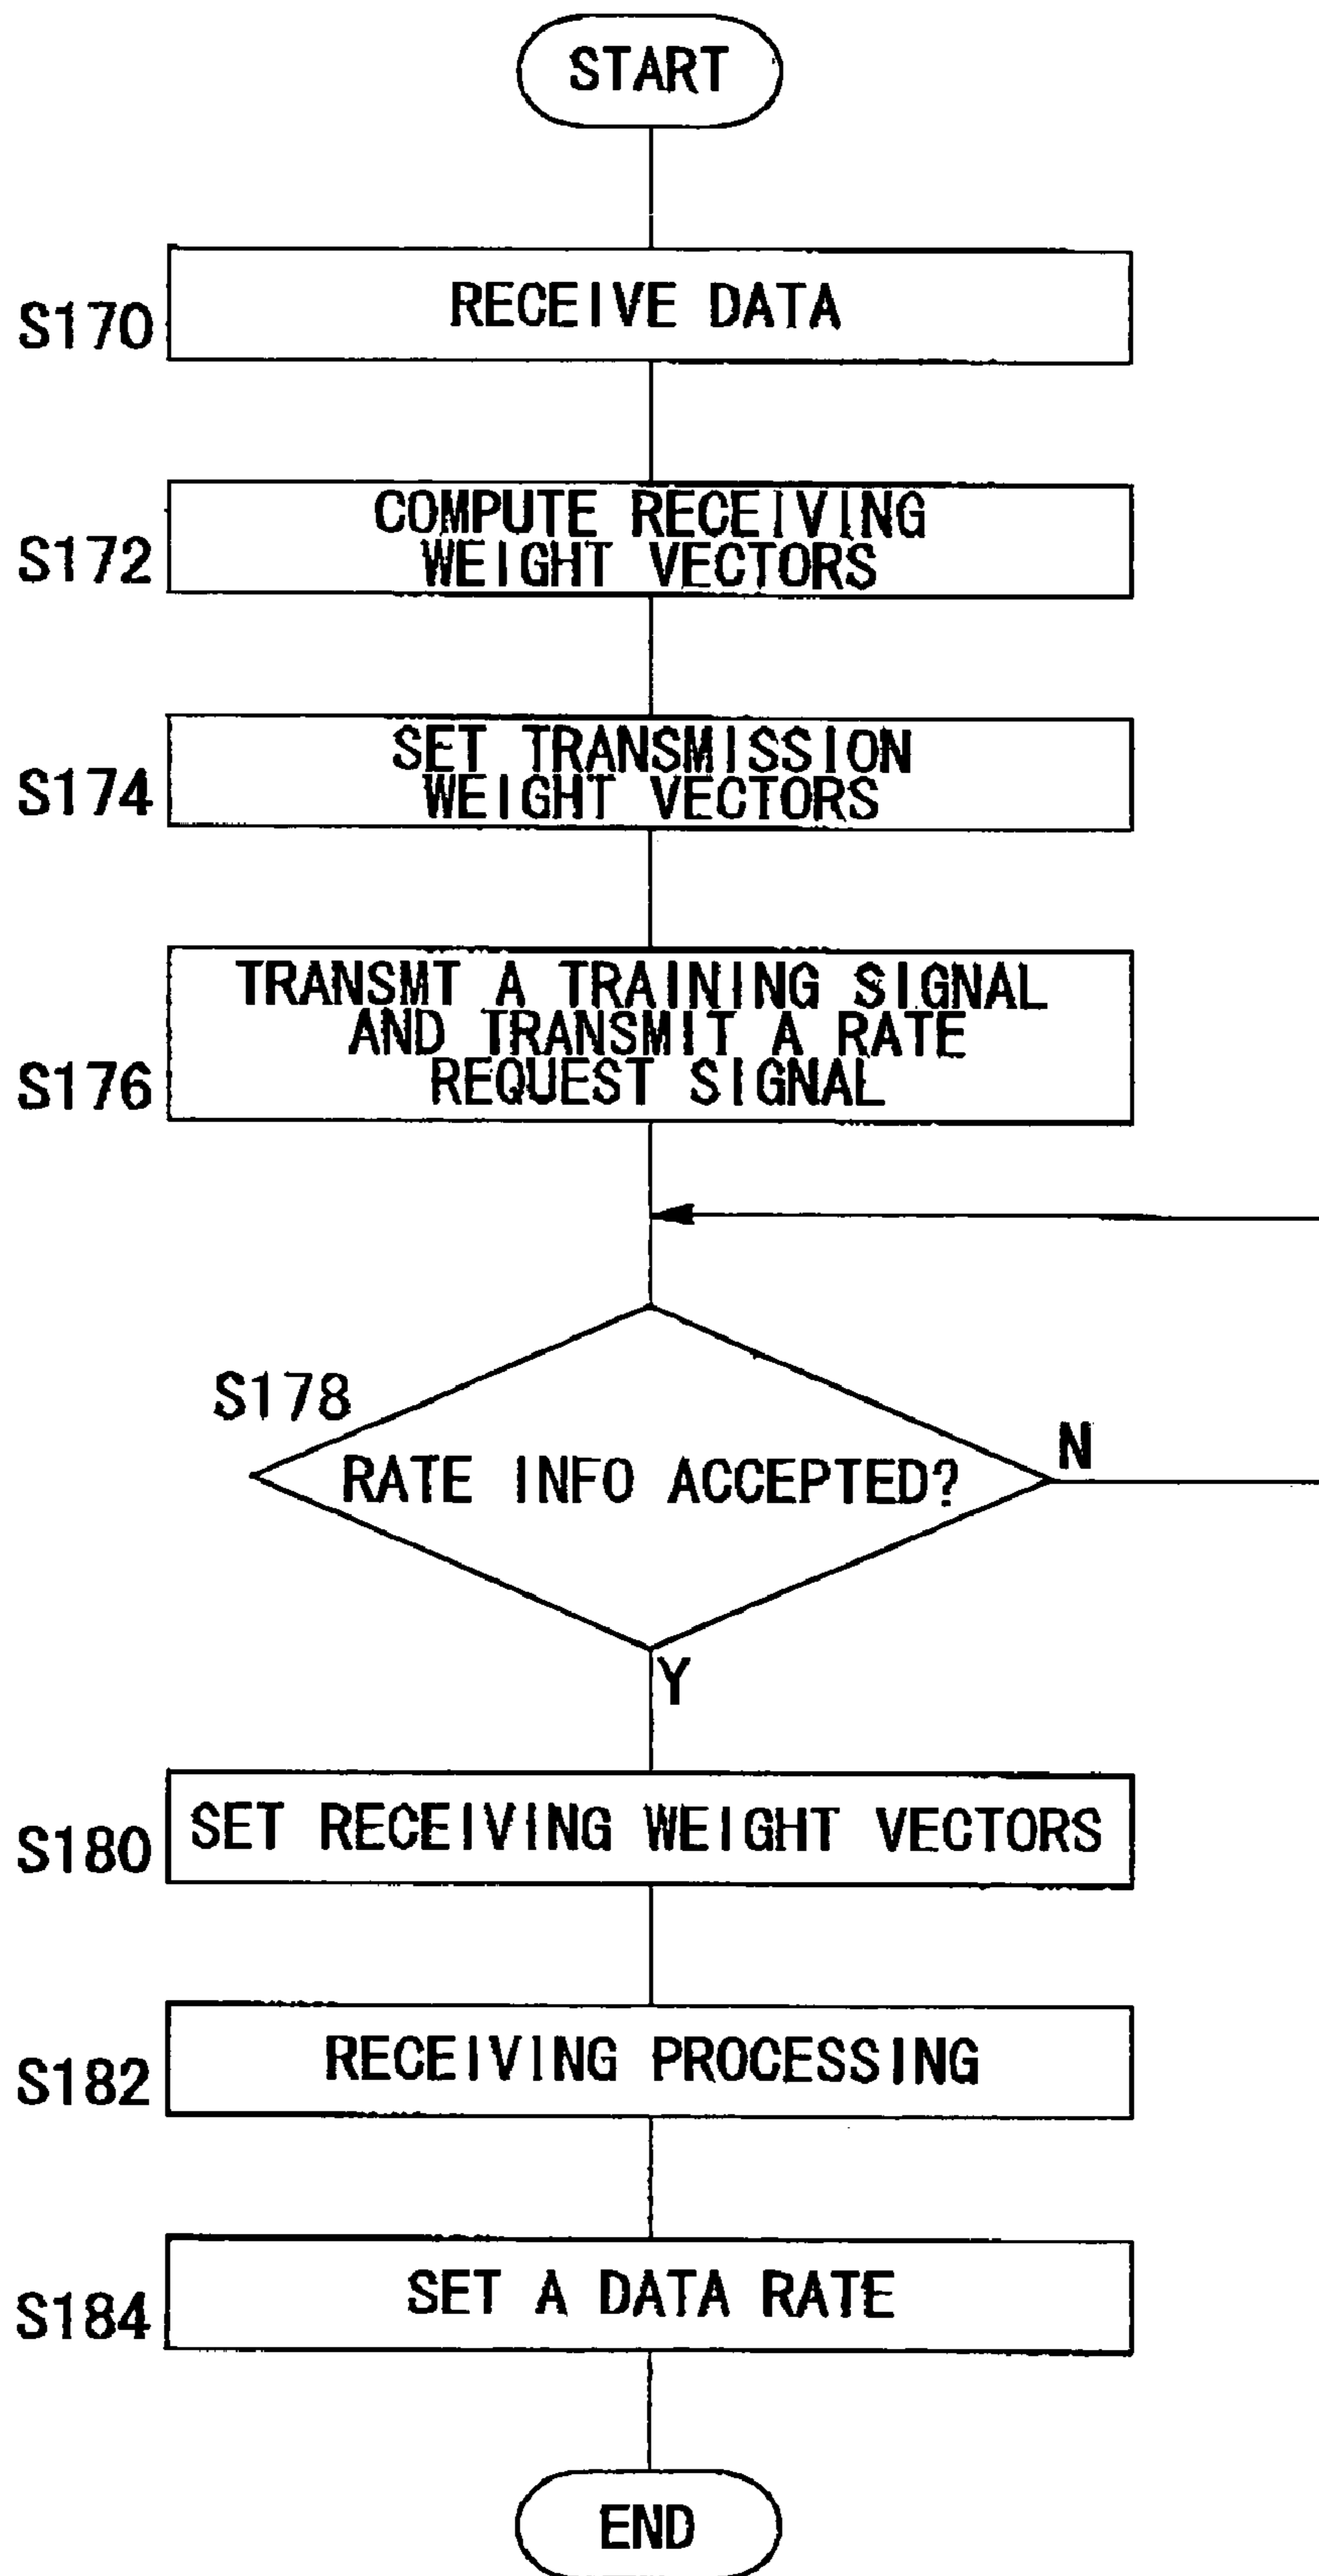 START
RECEIVE DATA
S170
COMPUTE RECEIVING
WEIGHT VECTORS
S172
SET TRANSMISSION
WEIGHT VECTORS
S174
TRANSMT A TRAINING SIGNAL
AND TRANSMIT A RATE
REQUEST SIGNAL
S176
S178
RATE INFO ACCEPTED?
N
Y
SET RECEIVING WEIGHT VECTORS
S180
RECEIVING PROCESSING
S182
SET A DATA RATE
S184
END